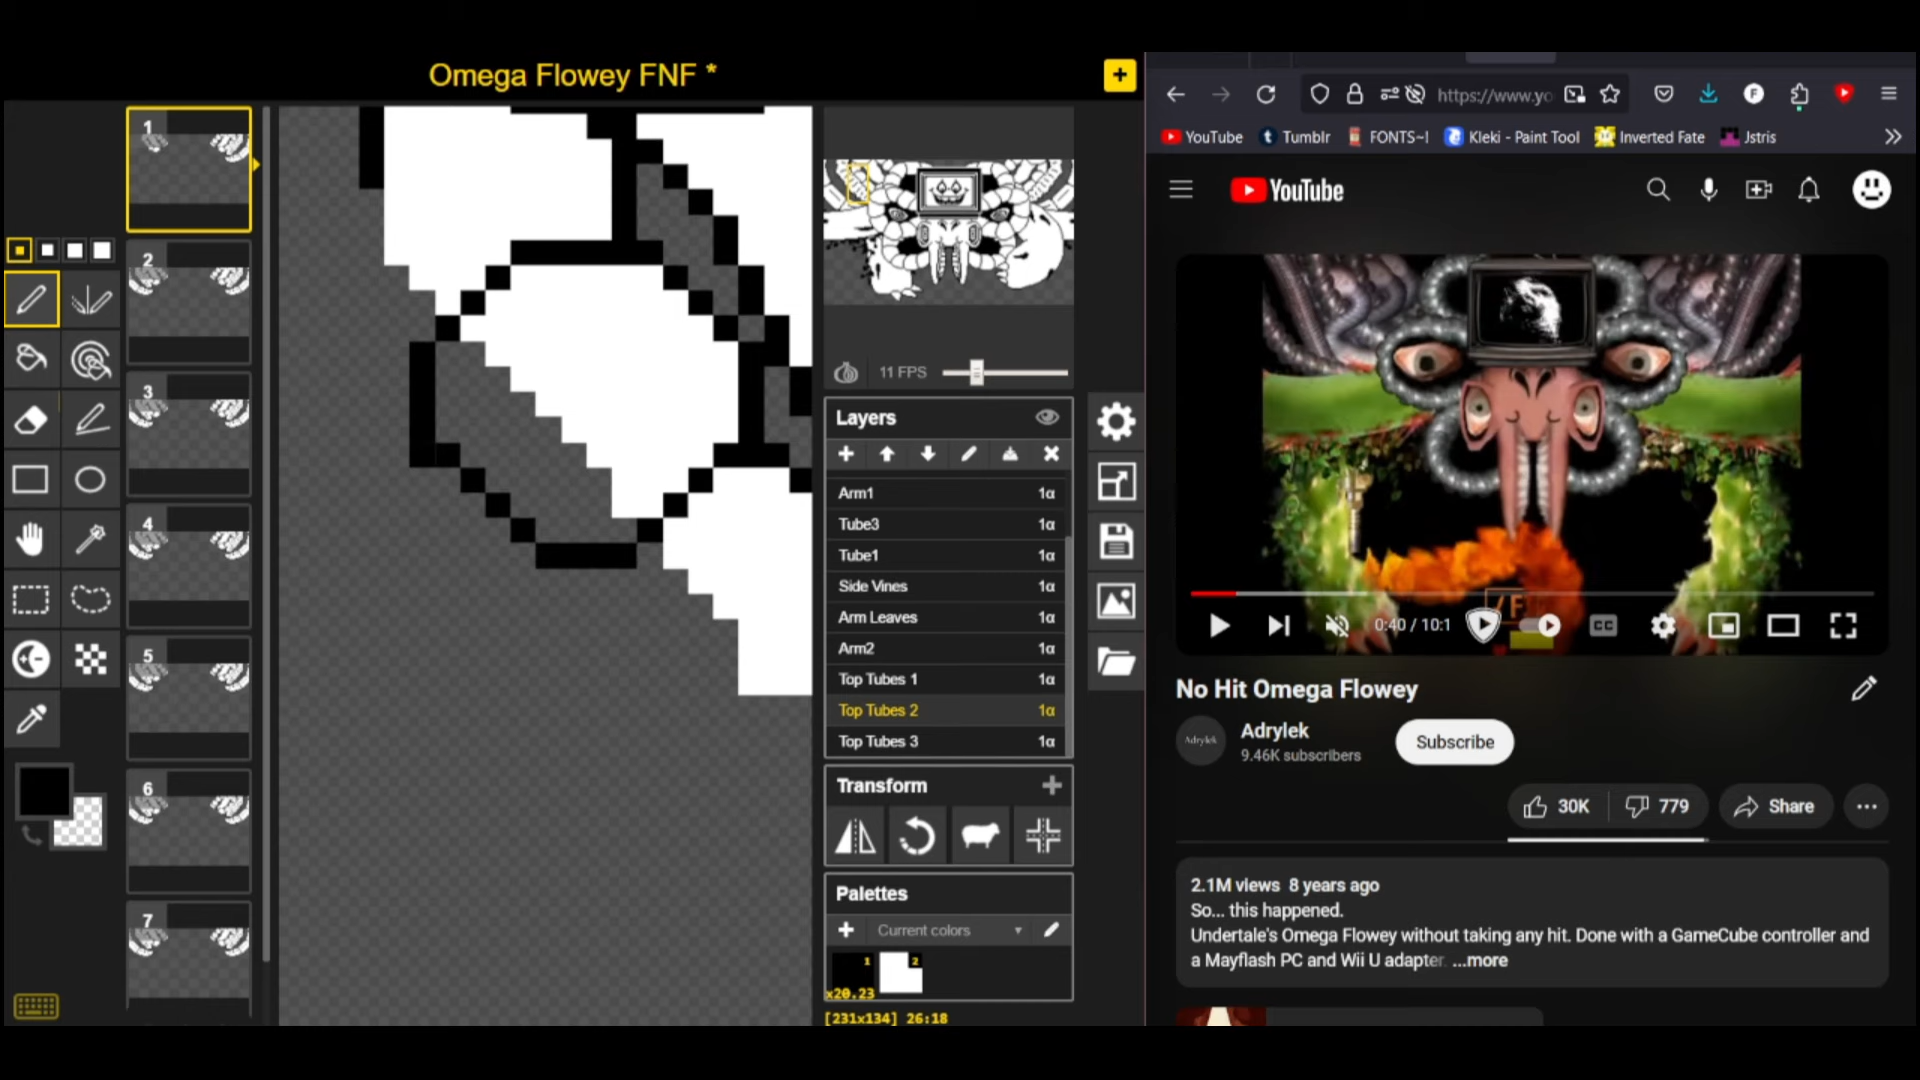 Omega Flowey FNF *
1
2
3
4
5
6
7
11 FPS
Layers
Arm1 1α
Tube3 1α
Tube1 1α
Side Vines 1α
Arm Leaves 1α
Arm2 1α
Top Tubes 1 1α
Top Tubes 2 1α
Top Tubes 3 1α
Transform
Palettes
Current colors
1 2
x20.23
[231x134] 26:18
https://www.yo
YouTube Tumblr FONTS~! Kleki - Paint Tool Inverted Fate Jstris
YouTube
0:40 / 10:1
CC
No Hit Omega Flowey
Adrylek
Adrylek
9.46K subscribers
Subscribe
30K 779 Share
2.1M views 8 years ago
So... this happened.
Undertale's Omega Flowey without taking any hit. Done with a GameCube controller and
a Mayflash PC and Wii U adapter. ...more